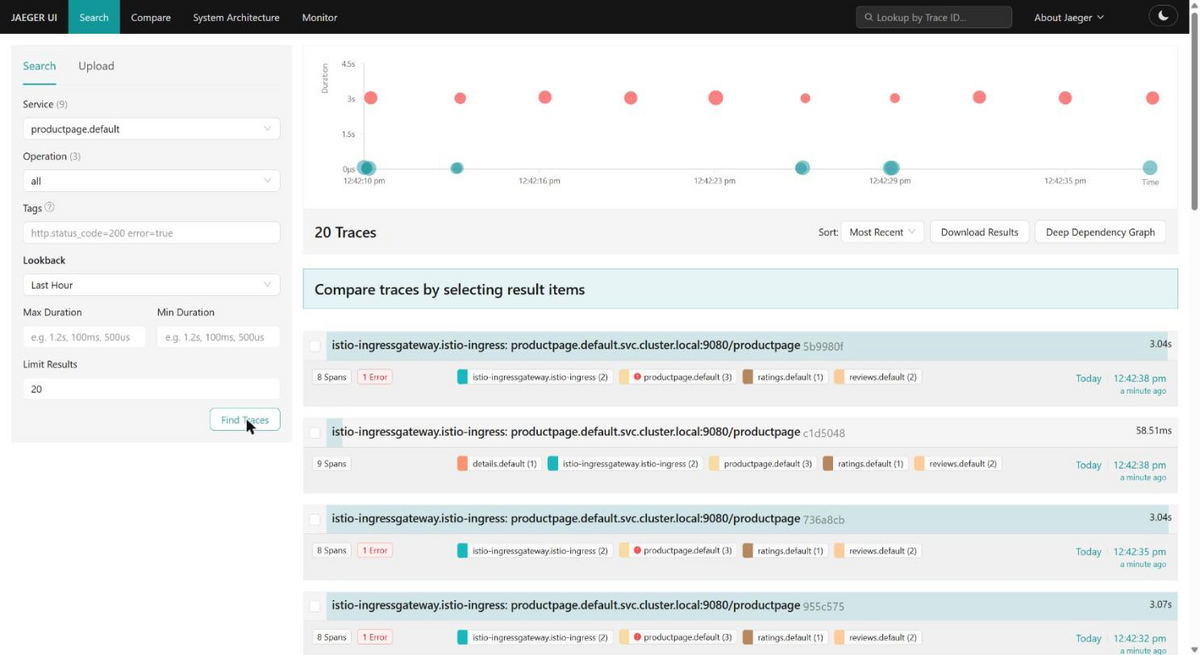 JAEGER UI Search Compare System Architecture Monitor Lookup by Trace ID... About Jaeger
Search Upload
Service (9)
productpage.default
Operation (3)
all
Tags
http.status_code=200 error=true
Lookback
Last Hour
Max Duration Min Duration
e.g. 1.2s, 100ms, 500us e.g. 1.2s, 100ms, 500us
Limit Results
20
Find Traces
Duration
4.5s
3s
1.5s
0μs
12:42:10 pm 12:42:16 pm 12:42:23 pm 12:42:29 pm 12:42:35 pm Time
20 Traces Sort: Most Recent Download Results Deep Dependency Graph
Compare traces by selecting result items
istio-ingressgateway.istio-ingress: productpage.default.svc.cluster.local:9080/productpage 5b9980f 3.04s
8 Spans 1 Error istio-ingressgateway.istio-ingress (2) productpage.default (3) ratings.default (1) reviews.default (2) Today 12:42:38 pm
a minute ago
istio-ingressgateway.istio-ingress: productpage.default.svc.cluster.local:9080/productpage c1d5048 58.51ms
9 Spans details.default (1) istio-ingressgateway.istio-ingress (2) productpage.default (3) ratings.default (1) reviews.default (2) Today 12:42:38 pm
a minute ago
istio-ingressgateway.istio-ingress: productpage.default.svc.cluster.local:9080/productpage 736a8cb 3.04s
8 Spans 1 Error istio-ingressgateway.istio-ingress (2) productpage.default (3) ratings.default (1) reviews.default (2) Today 12:42:35 pm
a minute ago
istio-ingressgateway.istio-ingress: productpage.default.svc.cluster.local:9080/productpage 955c575 3.07s
8 Spans 1 Error istio-ingressgateway.istio-ingress (2) productpage.default (3) ratings.default (1) reviews.default (2) Today 12:42:32 pm
a minute ago